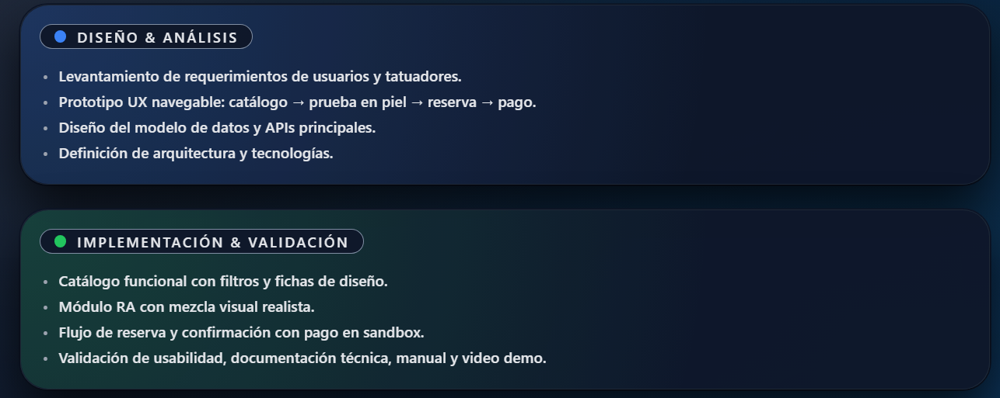 DISEÑO & ANÁLISIS
• Levantamiento de requerimientos de usuarios y tatuadores.
• Prototipo UX navegable: catálogo → prueba en piel → reserva → pago.
• Diseño del modelo de datos y APIs principales.
• Definición de arquitectura y tecnologías.
IMPLEMENTACIÓN & VALIDACIÓN
• Catálogo funcional con filtros y fichas de diseño.
• Módulo RA con mezcla visual realista.
• Flujo de reserva y confirmación con pago en sandbox.
• Validación de usabilidad, documentación técnica, manual y video demo.